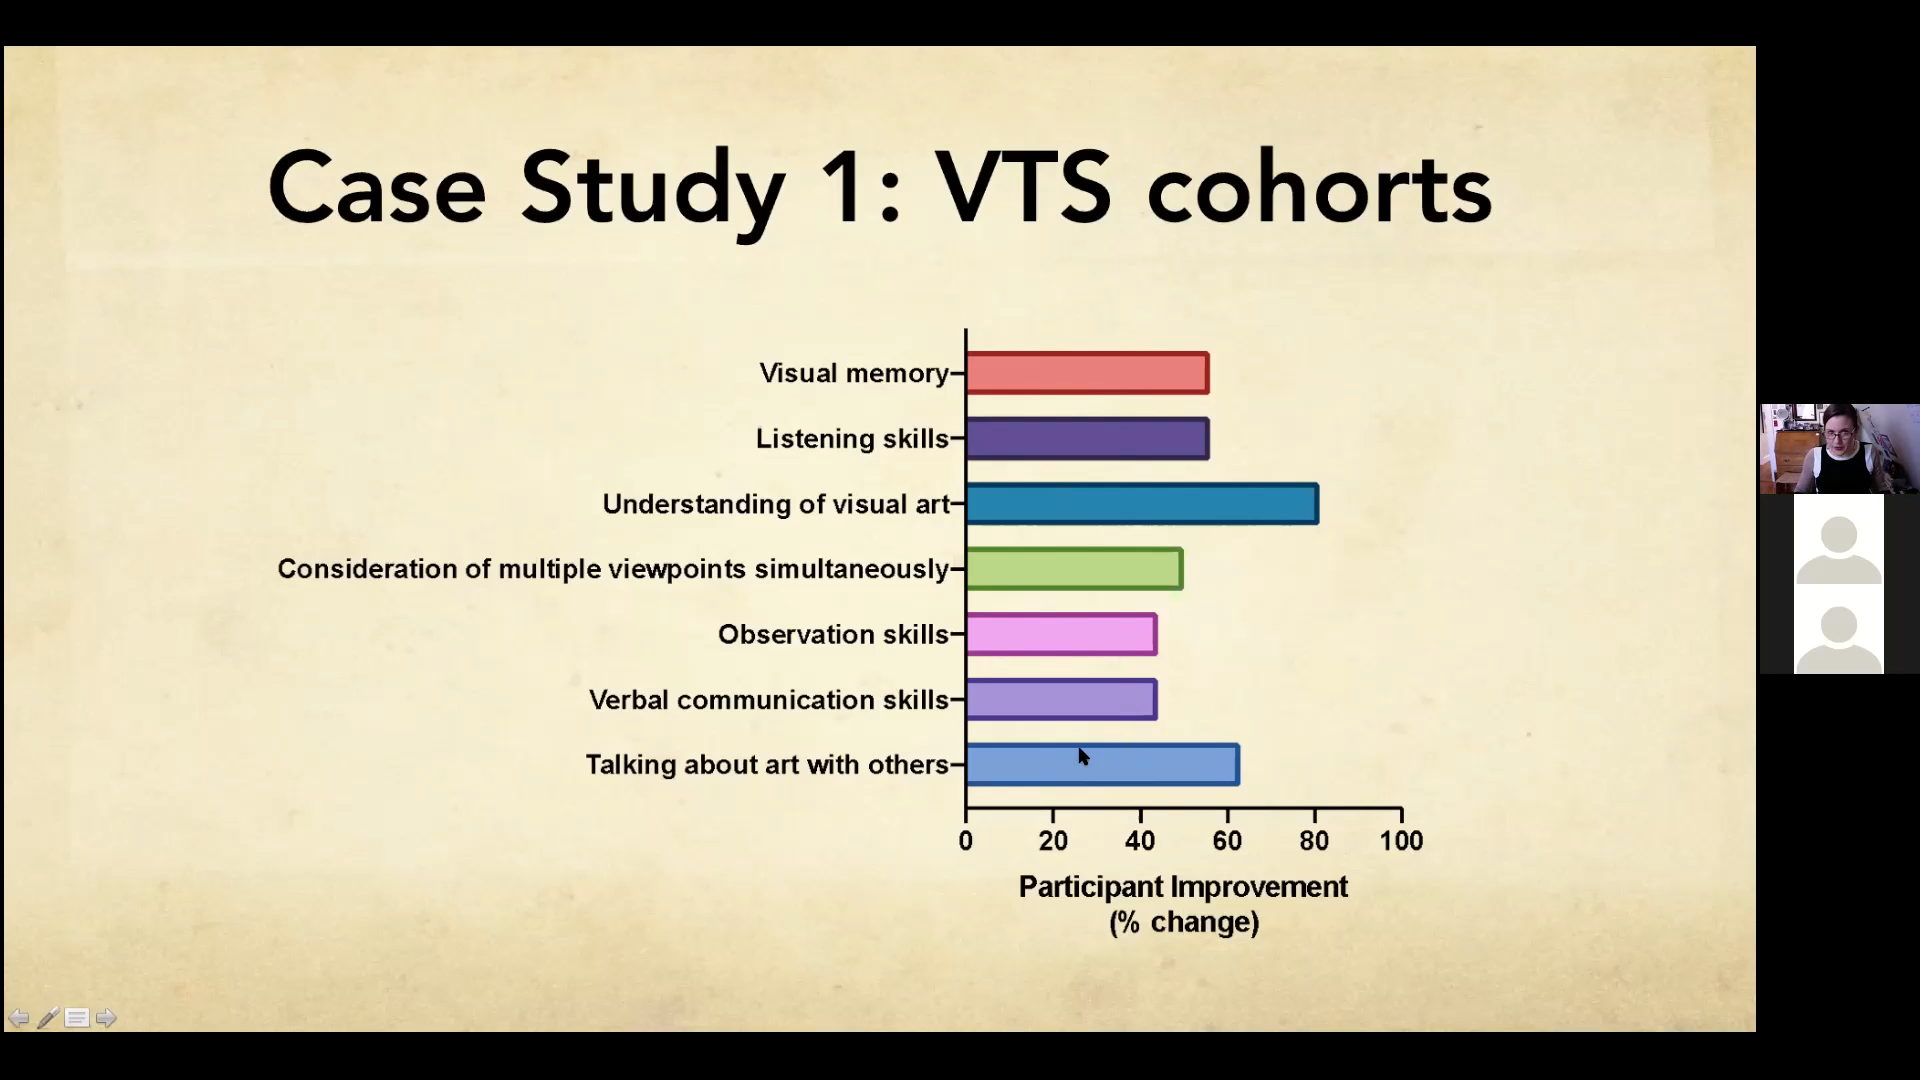 Case Study 1: VTS cohorts
Visual memory
Listening skills
Understanding of visual art
Consideration of multiple viewpoints simultaneously
Observation skills
Verbal communication skills
Talking about art with others
0 20 40 60 80 100
Participant Improvement
(% change)